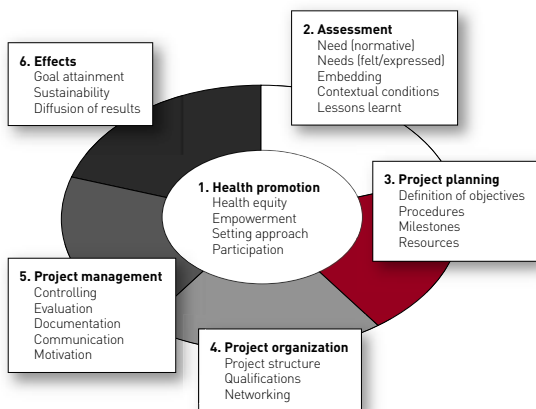 1. Health promotion
Health equity
Empowerment
Setting approach
Participation
2. Assessment
Need (normative)
Needs (felt/expressed)
Embedding
Contextual conditions
Lessons learnt
3. Project planning
Definition of objectives
Procedures
Milestones
Resources
4. Project organization
Project structure
Qualifications
Networking
5. Project management
Controlling
Evaluation
Documentation
Communication
Motivation
6. Effects
Goal attainment
Sustainability
Diffusion of results